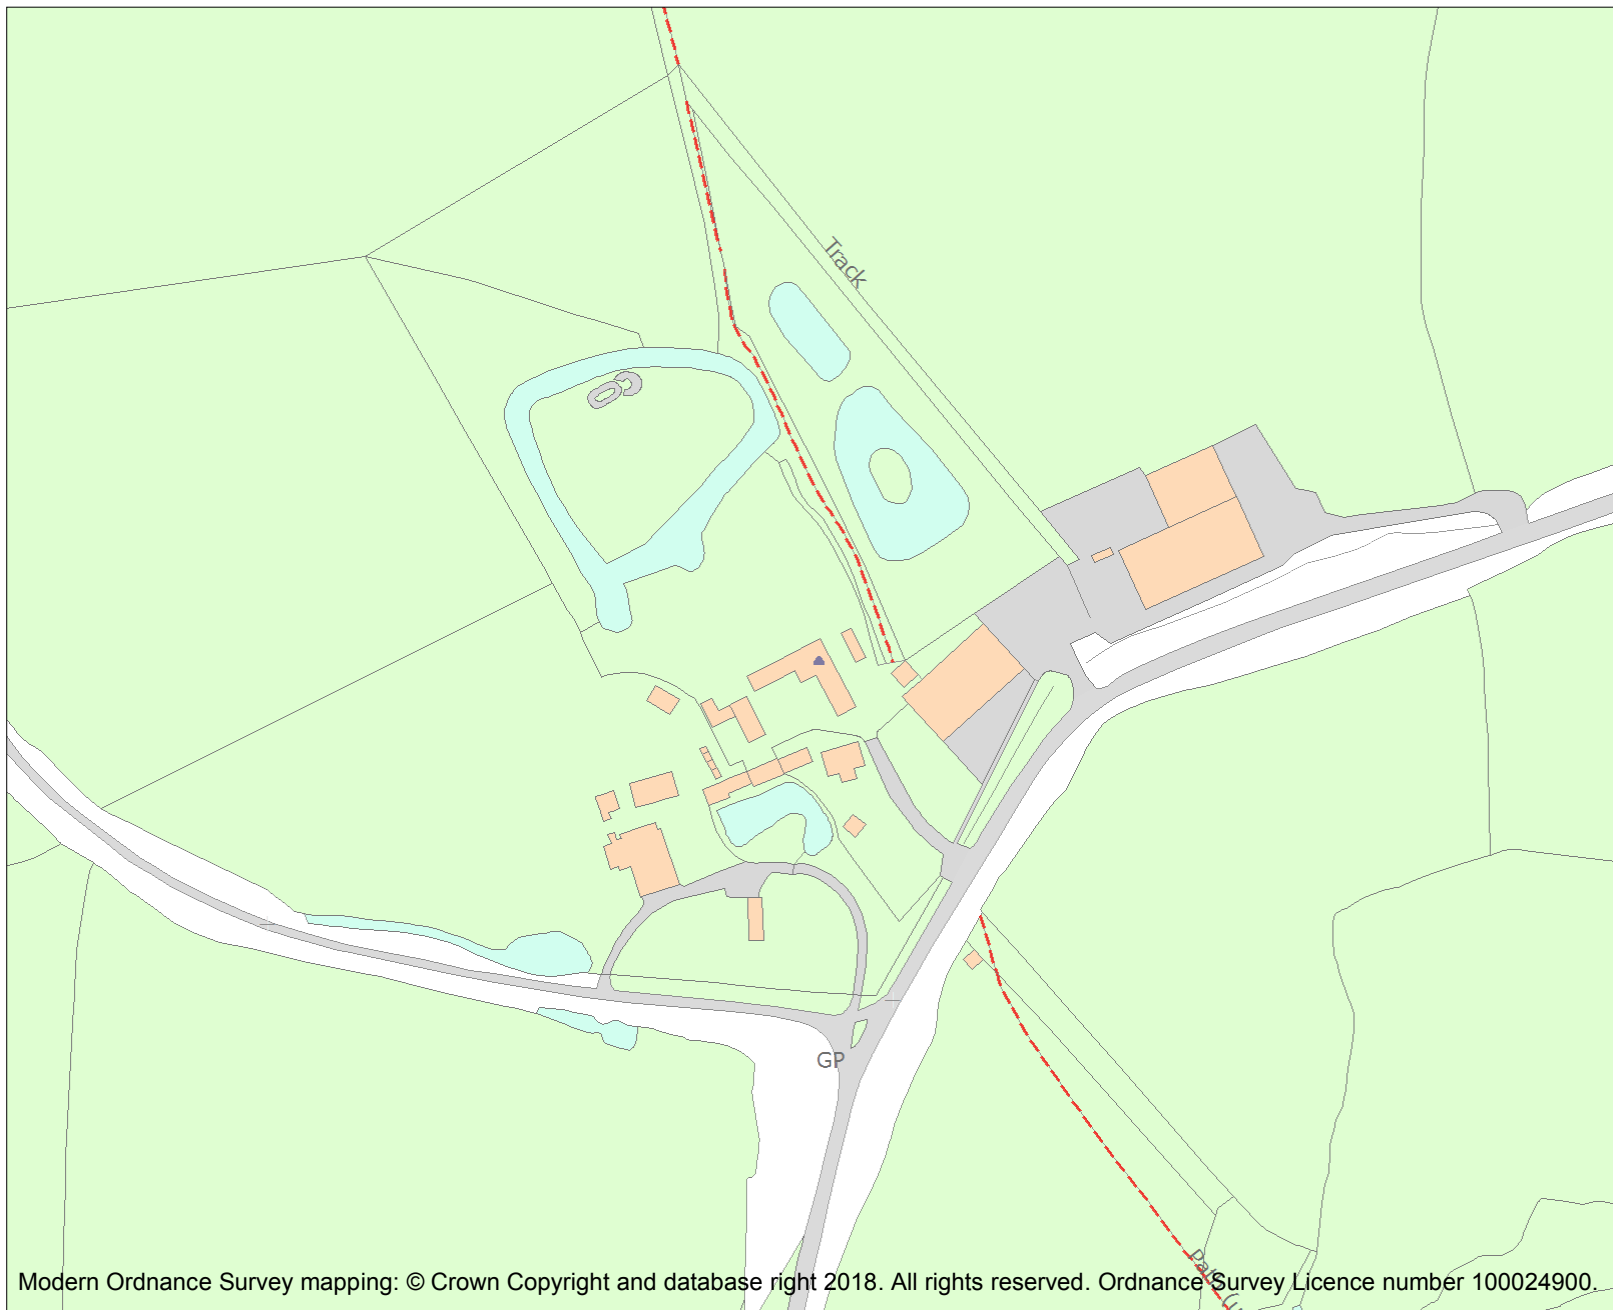 Track
GP
Path (u
Modern Ordnance Survey mapping: © Crown Copyright and database right 2018. All rights reserved. Ordnance Survey Licence number 100024900.